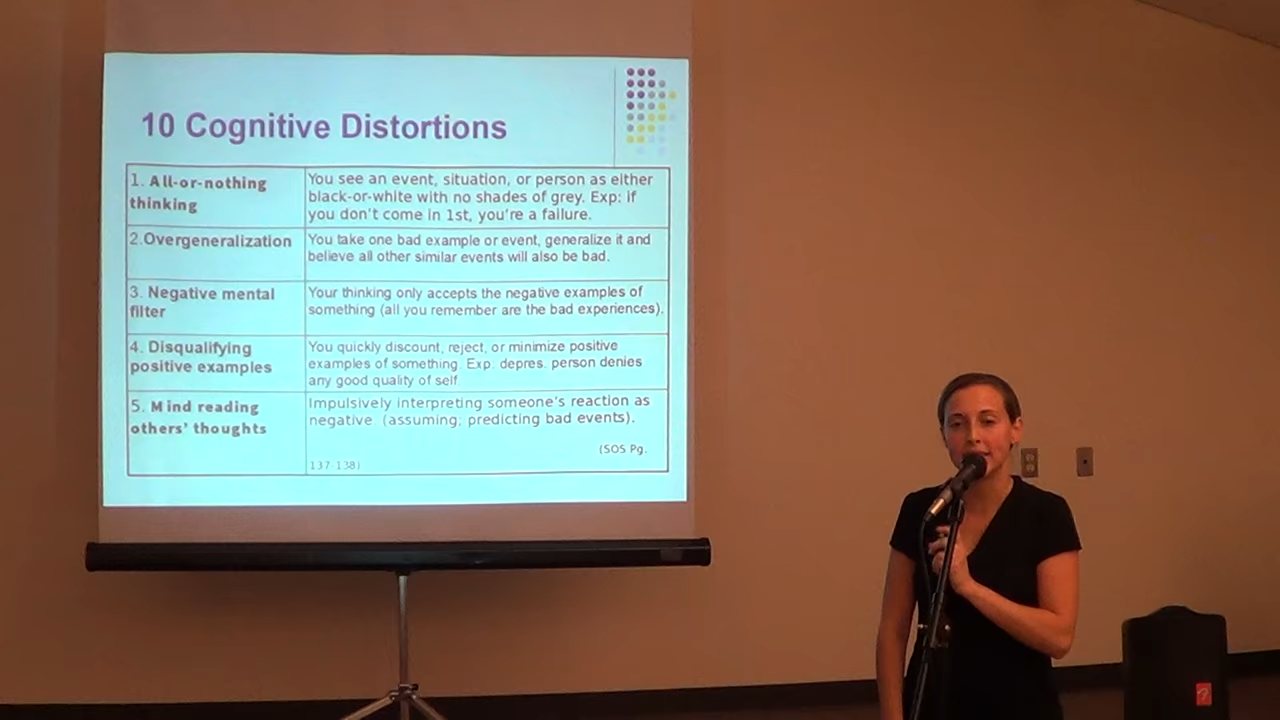 10 Cognitive Distortions
1. All-or-nothing
thinking
You see an event, situation, or person as either
black-or-white with no shades of grey. Exp: if
you don't come in 1st, you're a failure.
2.Overgeneralization
You take one bad example or event, generalize it and
believe all other similar events will also be bad.
3. Negative mental
filter
Your thinking only accepts the negative examples of
something (all you remember are the bad experiences).
4. Disqualifying
positive examples
You quickly discount, reject, or minimize positive
examples of something. Exp. depres. person denies
any good quality of self.
5. Mind reading
others' thoughts
Impulsively interpreting someone's reaction as
negative. (assuming; predicting bad events).
(SOS Pg.
137 138)